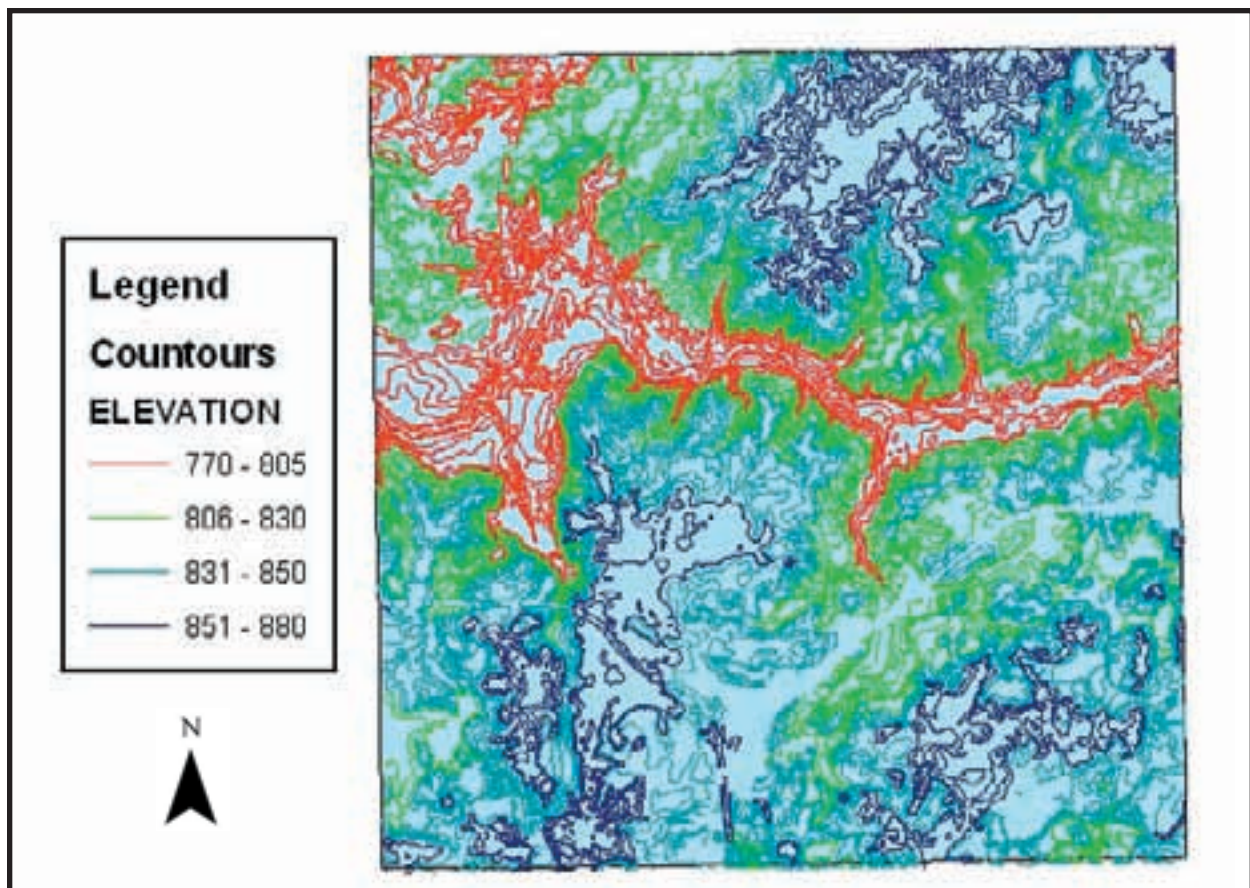 Legend
Countours
ELEVATION
770 - 805
806 - 830
831 - 850
851 - 880
N